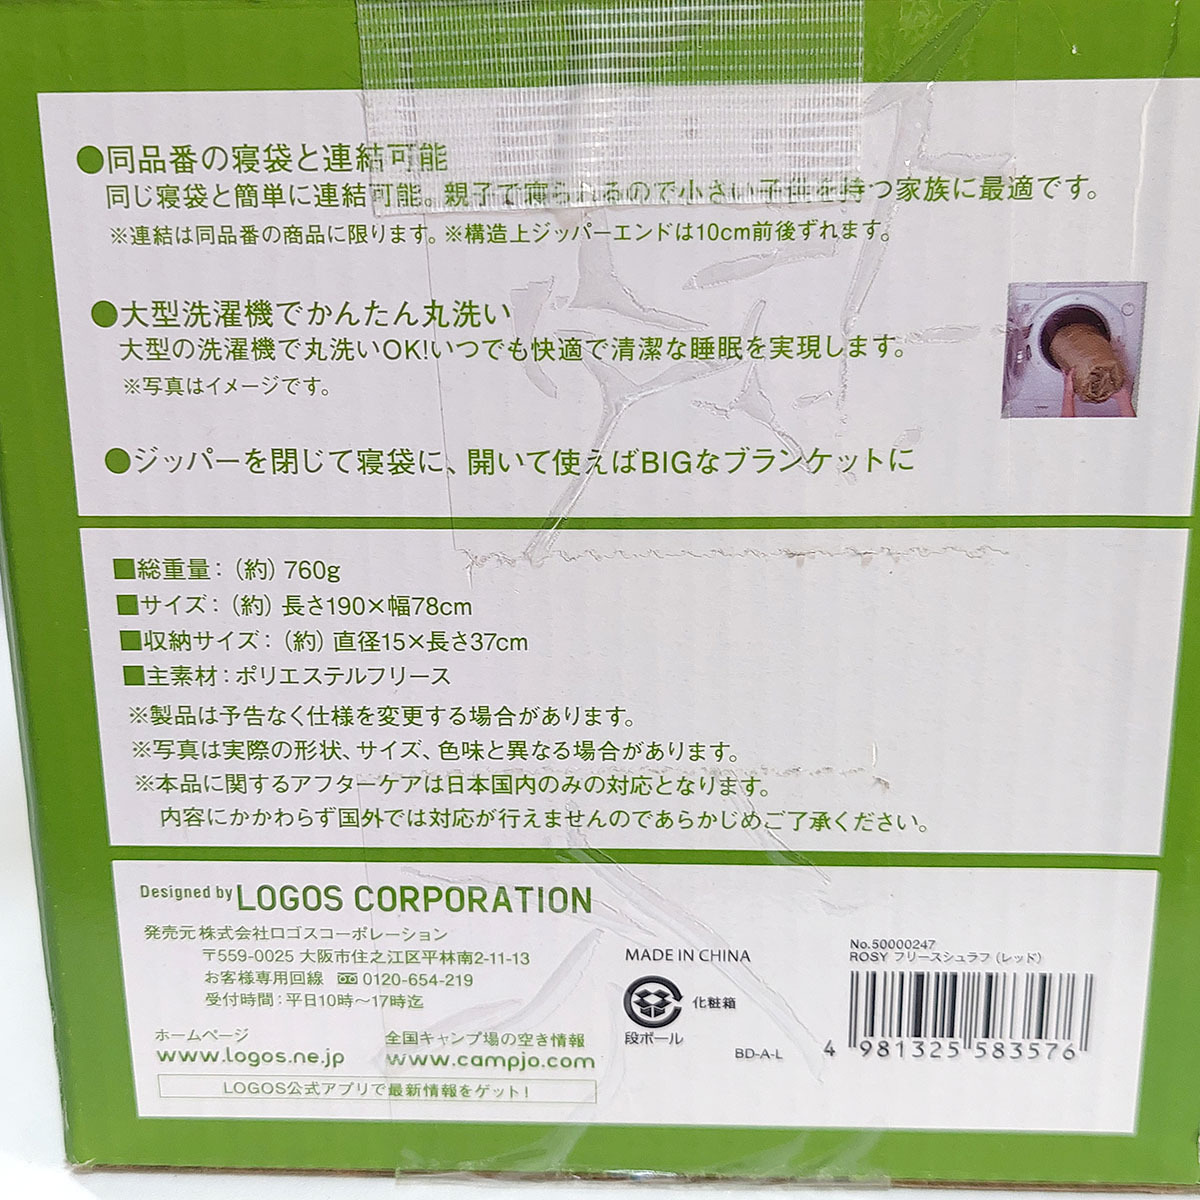 ●同品番の寝袋と連結可能
同じ寝袋と簡単に連結可能。親子で寝られるので小さい子供を持つ家族に最適です。
※連結は同品番の商品に限ります。※構造上ジッパーエンドは10cm前後ずれます。
●大型洗濯機でかんたん丸洗い
大型の洗濯機で丸洗いOK!いつでも快適で清潔な睡眠を実現します。
※写真はイメージです。
●ジッパーを閉じて寝袋に、開いて使えばBIGなブランケットに
■総重量：（約）760g
■サイズ：（約）長さ190×幅78cm
■収納サイズ：（約）直径15×長さ37cm
■主素材：ポリエステルフリース
※製品は予告なく仕様を変更する場合があります。
※写真は実際の形状、サイズ、色味と異なる場合があります。
※本品に関するアフターケアは日本国内のみの対応となります。
内容にかかわらず国外では対応が行えませんのであらかじめご了承ください。
Designed by LOGOS CORPORATION
発売元 株式会社ロゴスコーポレーション
〒559-0025 大阪市住之江区平林南2-11-13
お客様専用回線 0120-654-219
受付時間：平日10時～17時迄
ホームページ
www.logos.ne.jp
全国キャンプ場の空き情報
www.campjo.com
LOGOS公式アプリで最新情報をゲット！
MADE IN CHINA
化粧箱
段ボール
BD-A-L
No.50000247
ROSY フリースシュラフ（レッド）
4 981325 583576